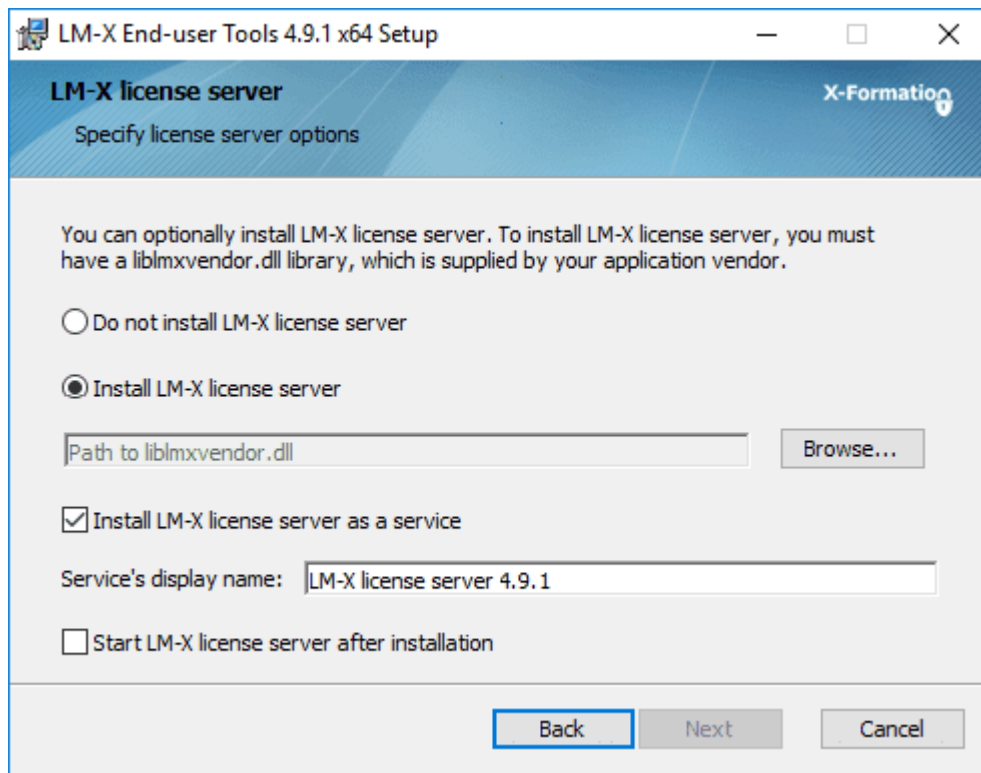 LM-X End-user Tools 4.9.1 x64 Setup
LM-X license server
X-Formation
Specify license server options
You can optionally install LM-X license server. To install LM-X license server, you must
have a liblmxvendor.dll library, which is supplied by your application vendor.
Do not install LM-X license server
Install LM-X license server
Path to liblmxvendor.dll
Browse...
Install LM-X license server as a service
Service's display name:
LM-X license server 4.9.1
Start LM-X license server after installation
Back
Next
Cancel